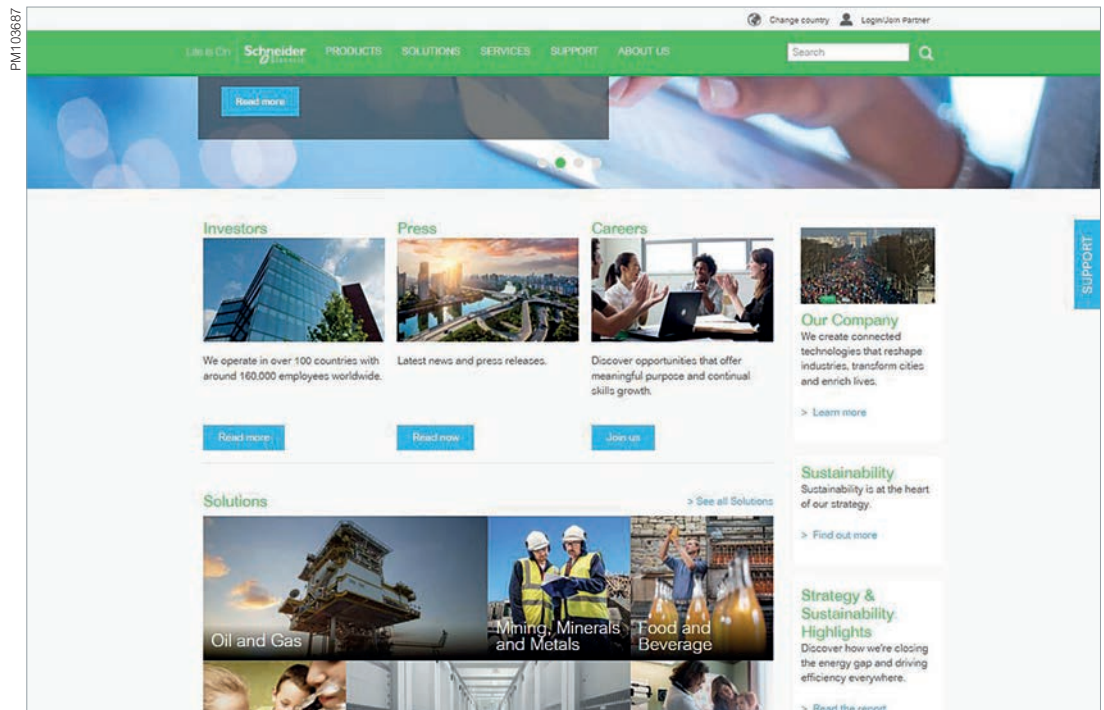 PM103687
Change country Login/Join Partner
Life Is On Schneider Electric PRODUCTS SOLUTIONS SERVICES SUPPORT ABOUT US Search
Read more
Investors
Press
Careers
We operate in over 100 countries with
around 160,000 employees worldwide.
Latest news and press releases.
Discover opportunities that offer
meaningful purpose and continual
skills growth.
Read more
Read now
Join us
Our Company
We create connected
technologies that reshape
industries, transform cities
and enrich lives.
> Learn more
SUPPORT
Solutions
> See all Solutions
Oil and Gas
Mining, Minerals
and Metals
Food and
Beverage
Sustainability
Sustainability is at the heart
of our strategy.
> Find out more
Strategy &
Sustainability
Highlights
Discover how we're closing
the energy gap and driving
efficiency everywhere.
> Read the report